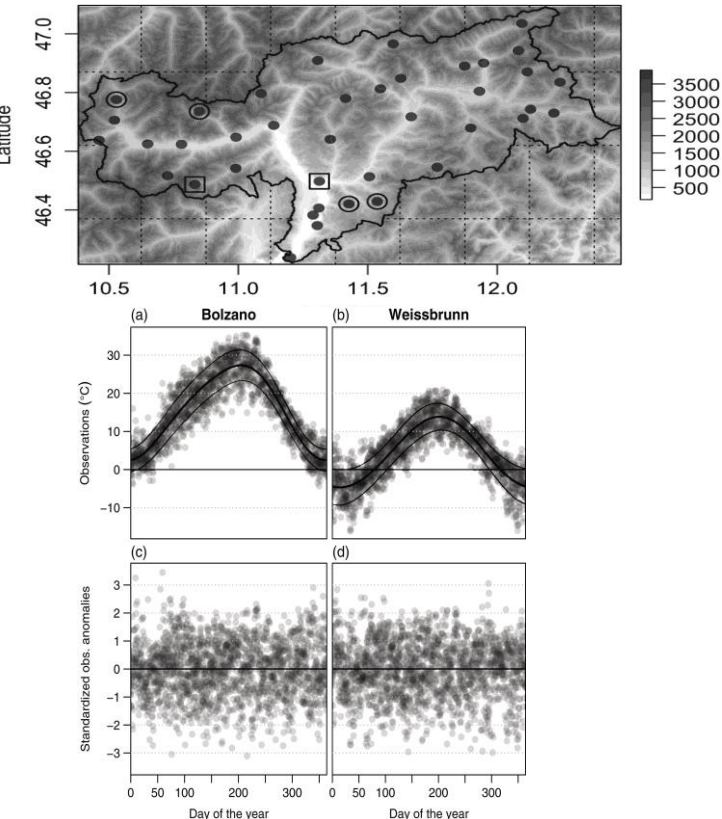 47.0
46.8
46.6
46.4
Latitude
10.5 11.0 11.5 12.0
3500
3000
2500
2000
1500
1000
500
(a) Bolzano (b) Weissbrunn
Observations (°C)
30
20
10
0
−10
(c) (d)
Standardized obs. anomalies
3
2
1
0
−1
−2
−3
0 50 100 200 300 0 50 100 200 300
Day of the year Day of the year